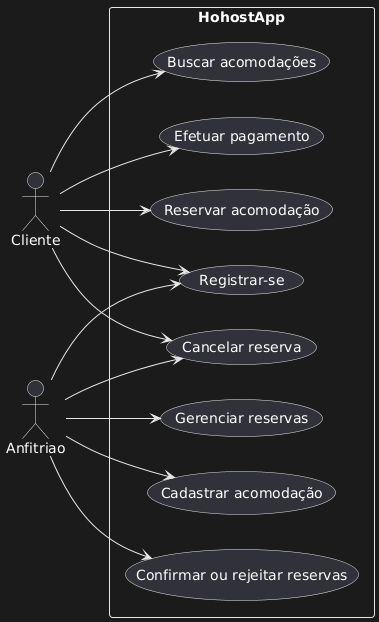 HohostApp
Buscar acomodações
Efetuar pagamento
Reservar acomodação
Cliente
Registrar-se
Cancelar reserva
Gerenciar reservas
Anfitriao
Cadastrar acomodação
Confirmar ou rejeitar reservas